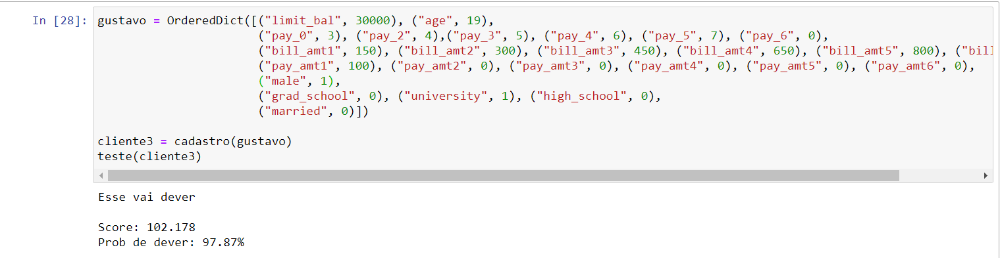 In [28]: gustavo = OrderedDict([("limit_bal", 30000), ("age", 19),
("pay_0", 3), ("pay_2", 4),("pay_3", 5), ("pay_4", 6), ("pay_5", 7), ("pay_6", 0),
("bill_amt1", 150), ("bill_amt2", 300), ("bill_amt3", 450), ("bill_amt4", 650), ("bill_amt5", 800), ("bill
("pay_amt1", 100), ("pay_amt2", 0), ("pay_amt3", 0), ("pay_amt4", 0), ("pay_amt5", 0), ("pay_amt6", 0),
("male", 1),
("grad_school", 0), ("university", 1), ("high_school", 0),
("married", 0)])
cliente3 = cadastro(gustavo)
teste(cliente3)
Esse vai dever
Score: 102.178
Prob de dever: 97.87%